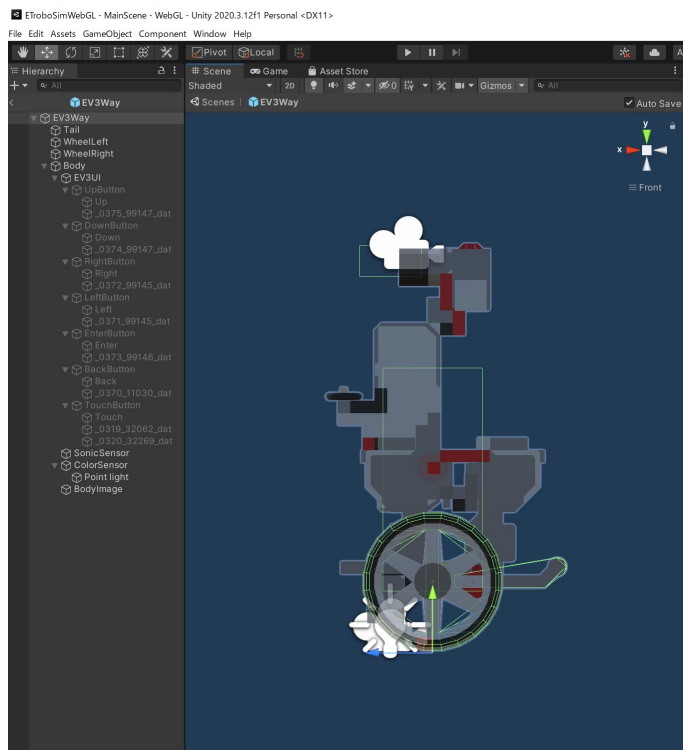 ETroboSimWebGL - MainScene - WebGL - Unity 2020.3.12f1 Personal <DX11>
File Edit Assets GameObject Component Window Help
Pivot Local
Hierarchy
All
EV3Way
EV3Way
Tail
WheelLeft
WheelRight
Body
EV3UI
UpButton
Up
_0375_99147_dat
DownButton
Down
_0374_99147_dat
RightButton
Right
_0372_99145_dat
LeftButton
Left
_0371_99145_dat
EnterButton
Enter
_0373_99146_dat
BackButton
Back
_0370_11030_dat
TouchButton
Touch
_0319_32062_dat
_0320_32269_dat
SonicSensor
ColorSensor
Point light
BodyImage
Scene Game Asset Store
Shaded 2D 0 Gizmos All
Scenes | EV3Way Auto Save
y
x
Front